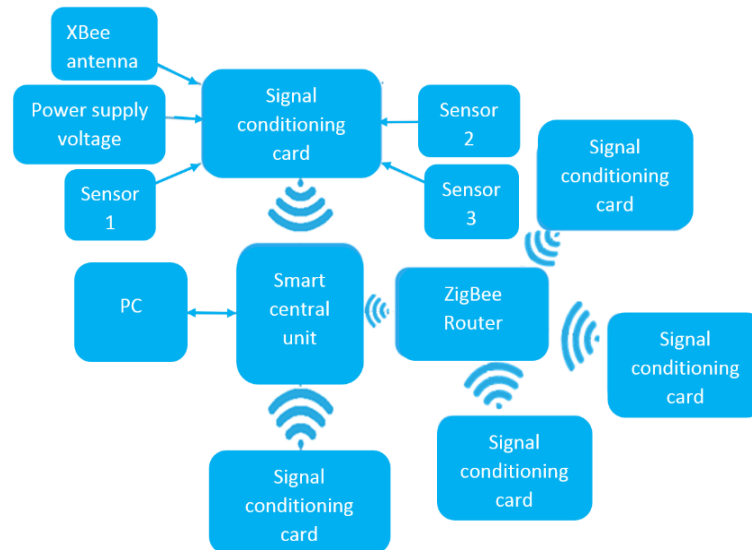 XBee
antenna
Power supply
voltage
Sensor
1
Signal
conditioning
card
Sensor
2
Sensor
3
Signal
conditioning
card
PC
Smart
central
unit
ZigBee
Router
Signal
conditioning
card
Signal
conditioning
card
Signal
conditioning
card